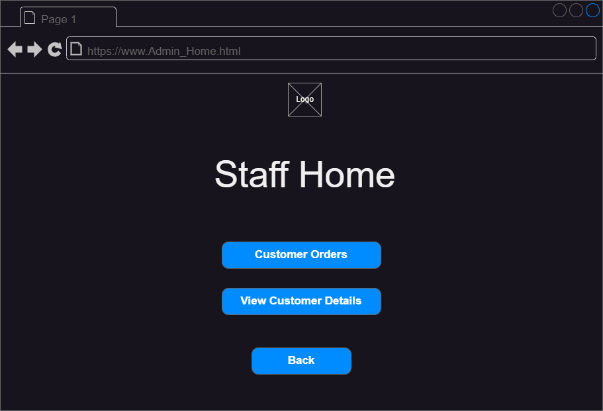 Page 1
https://www.Admin_Home.html
Logo
Staff Home
Customer Orders
View Customer Details
Back